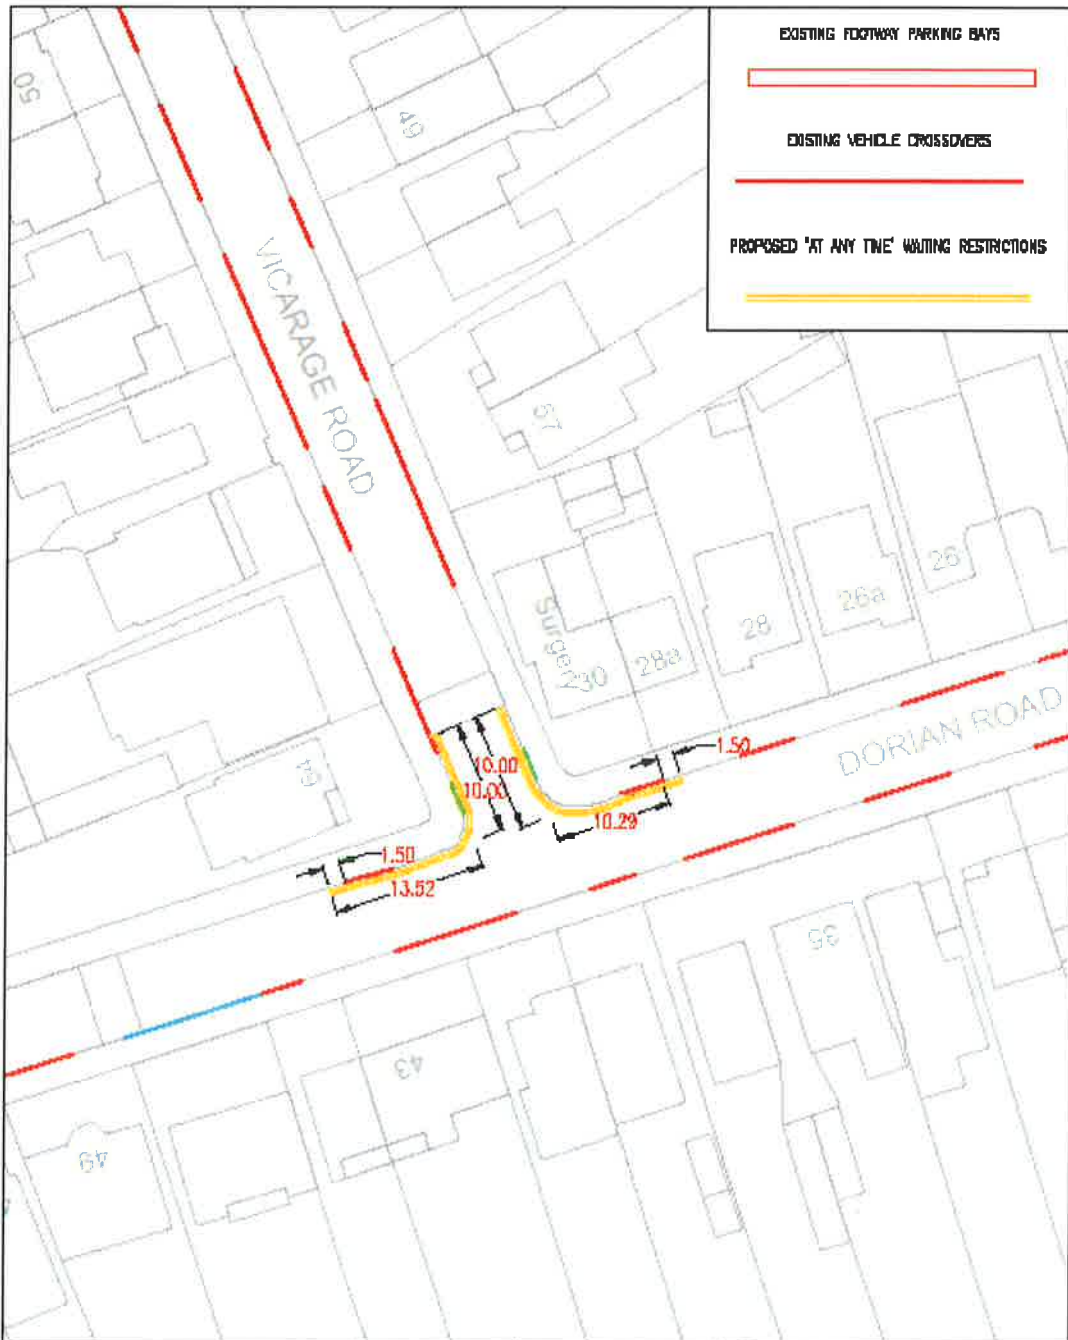 EXISTING FOOTWAY PARKING BAYS
EXISTING VEHICLE CROSSOVERS
PROPOSED 'AT ANY TIME' WAITING RESTRICTIONS
50
49
VICARAGE ROAD
57
26
26a
28
28a
230
DORIAN ROAD
1.50
10.00
10.00
10.29
1.50
13.52
35
43
49